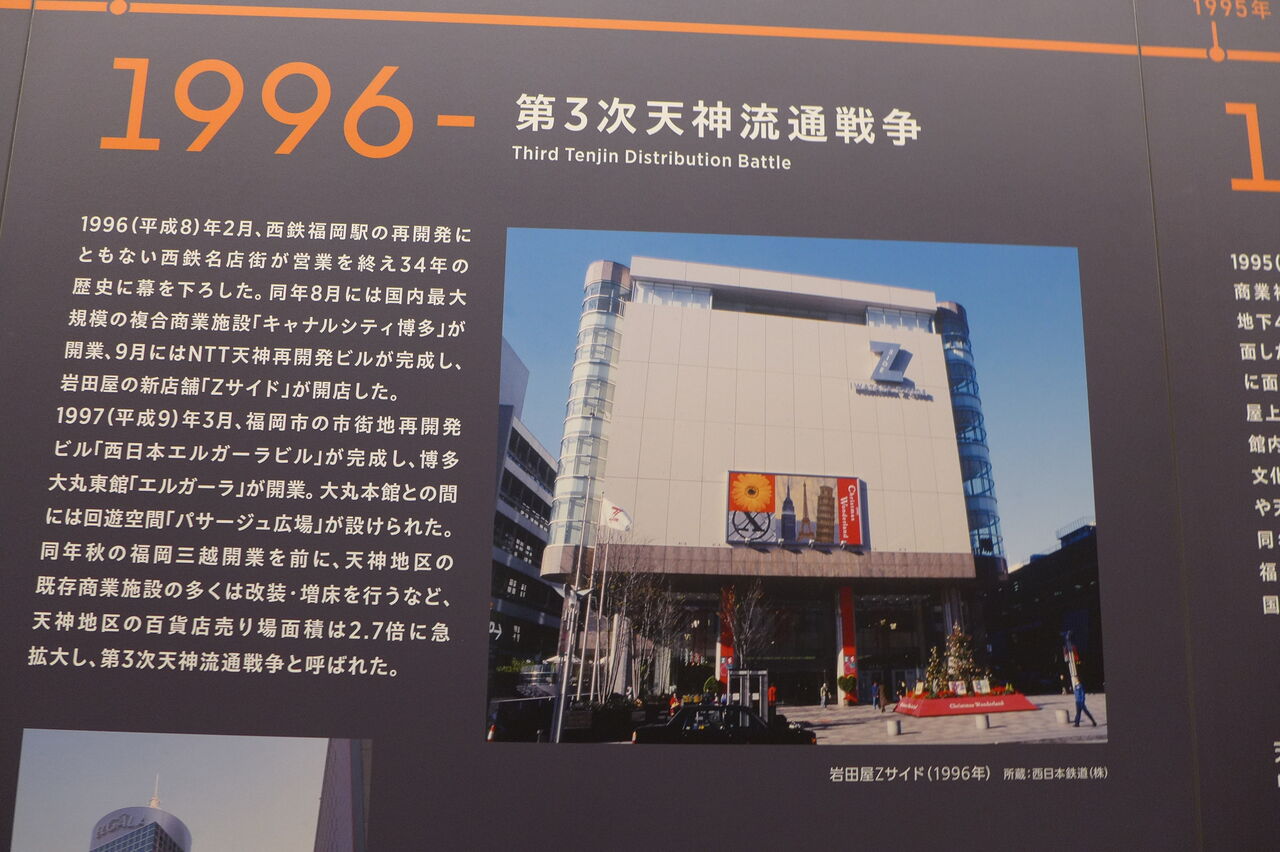 1995年
1996-
第3次天神流通戦争
Third Tenjin Distribution Battle
1996(平成8)年2月、西鉄福岡駅の再開発に
ともない西鉄名店街が営業を終え34年の
歴史に幕を下ろした。同年8月には国内最大
規模の複合商業施設「キャナルシティ博多」が
開業、9月にはNTT天神再開発ビルが完成し、
岩田屋の新店舗「Zサイド」が開店した。
1997(平成9)年3月、福岡市の市街地再開発
ビル「西日本エルガーラビル」が完成し、博多
大丸東館「エルガーラ」が開業。大丸本館との間
には回遊空間「パサージュ広場」が設けられた。
同年秋の福岡三越開業を前に、天神地区の
既存商業施設の多くは改装・増床を行うなど、
天神地区の百貨店売り場面積は2.7倍に急
拡大し、第3次天神流通戦争と呼ばれた。
Z
Christmas
Wonderland
Christmas Wonderland
岩田屋Zサイド(1996年) 所蔵:西日本鉄道(株)
1
1995(
商業
地下
面し
に面
屋上
館内
文化
や
同
福
国